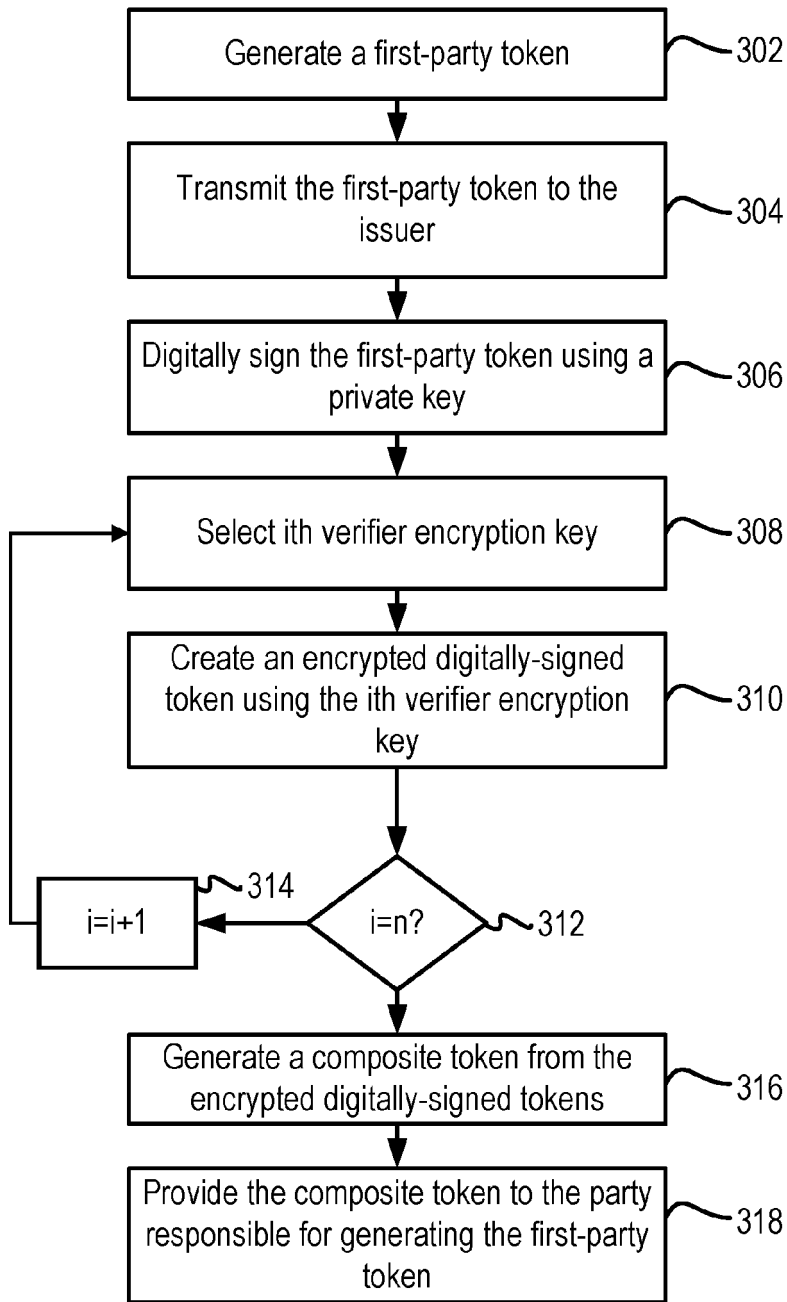 Generate a first-party token
302
Transmit the first-party token to the
issuer
304
Digitally sign the first-party token using a
private key
306
Select ith verifier encryption key
308
Create an encrypted digitally-signed
token using the ith verifier encryption
key
310
i=n?
312
i=i+1
314
Generate a composite token from the
encrypted digitally-signed tokens
316
Provide the composite token to the party
responsible for generating the first-party
token
318